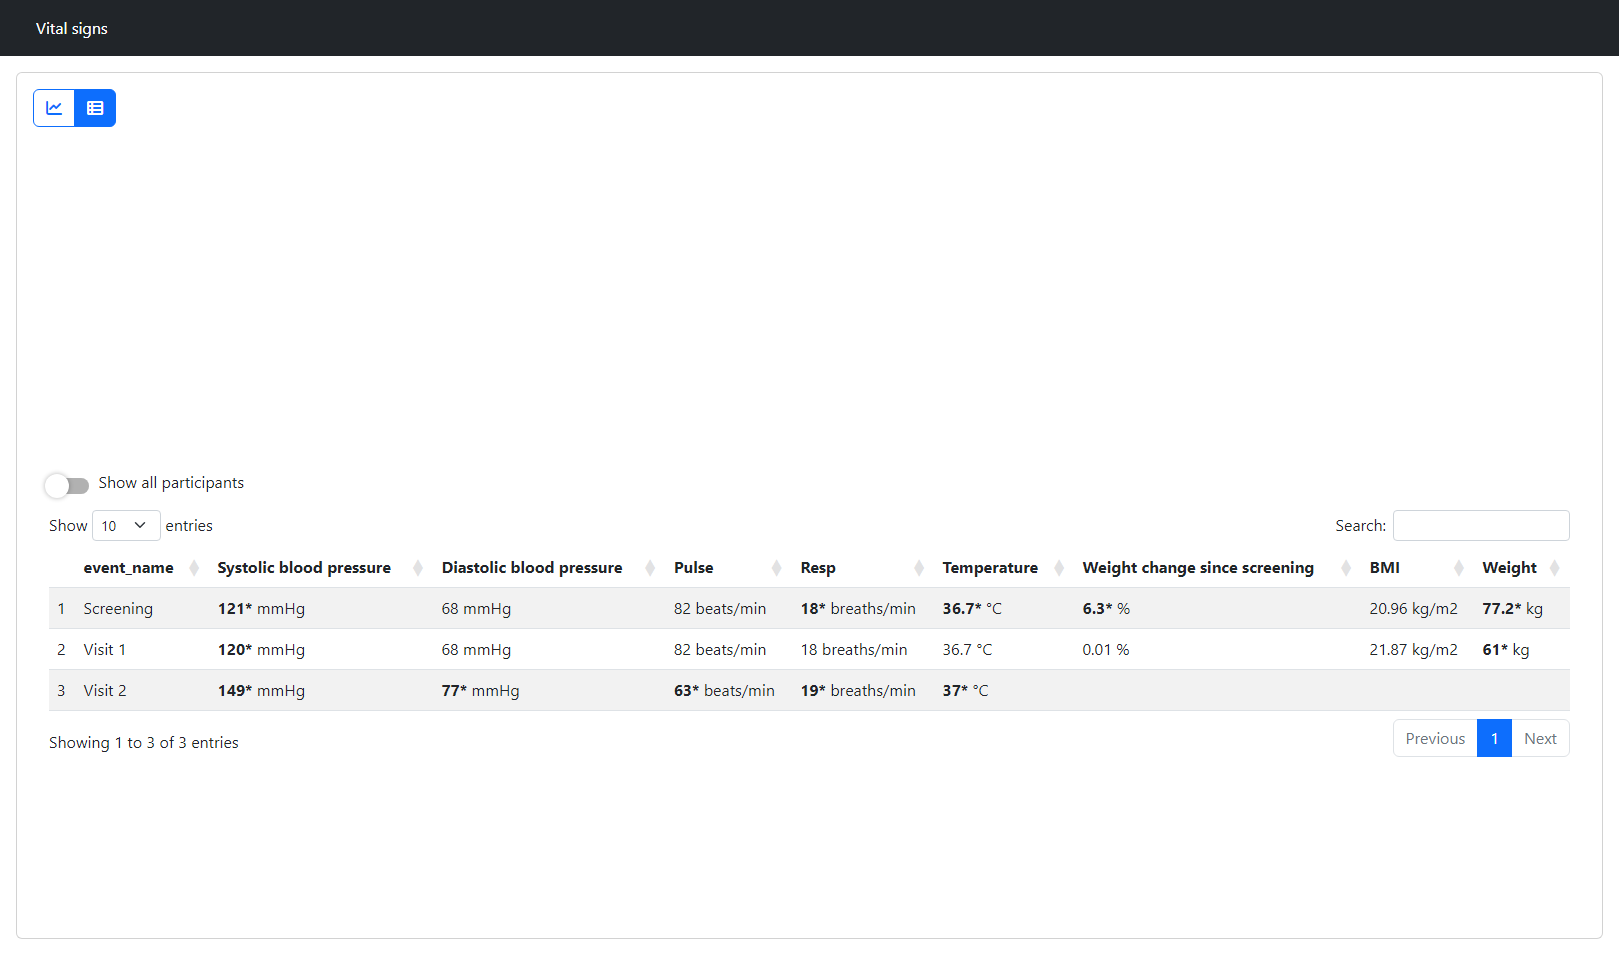 Vital signs
Show all participants
Show 10 entries Search:
event_name Systolic blood pressure Diastolic blood pressure Pulse Resp Temperature Weight change since screening BMI Weight
1 Screening 121* mmHg 68 mmHg 82 beats/min 18* breaths/min 36.7* °C 6.3* % 20.96 kg/m2 77.2* kg
2 Visit 1 120* mmHg 68 mmHg 82 beats/min 18 breaths/min 36.7 °C 0.01 % 21.87 kg/m2 61* kg
3 Visit 2 149* mmHg 77* mmHg 63* beats/min 19* breaths/min 37* °C
Showing 1 to 3 of 3 entries Previous 1 Next